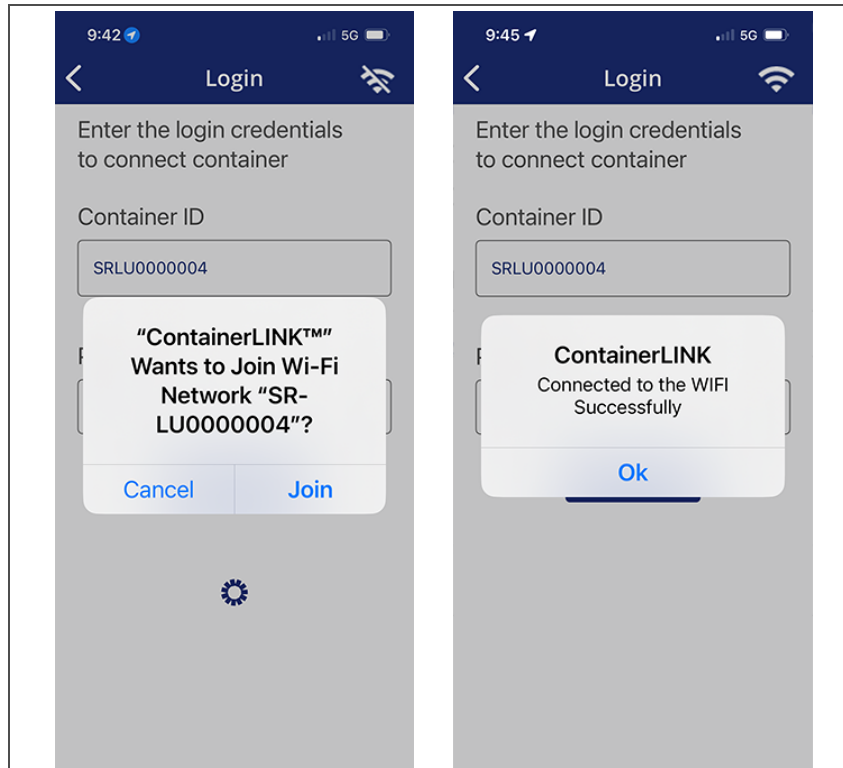 9:42
5G
Login
Enter the login credentials
to connect container
Container ID
SRLU0000004
“ContainerLINK™”
Wants to Join Wi-Fi
Network “SR-
LU0000004”?
Cancel
Join
9:45
5G
Login
Enter the login credentials
to connect container
Container ID
SRLU0000004
ContainerLINK
Connected to the WIFI
Successfully
Ok